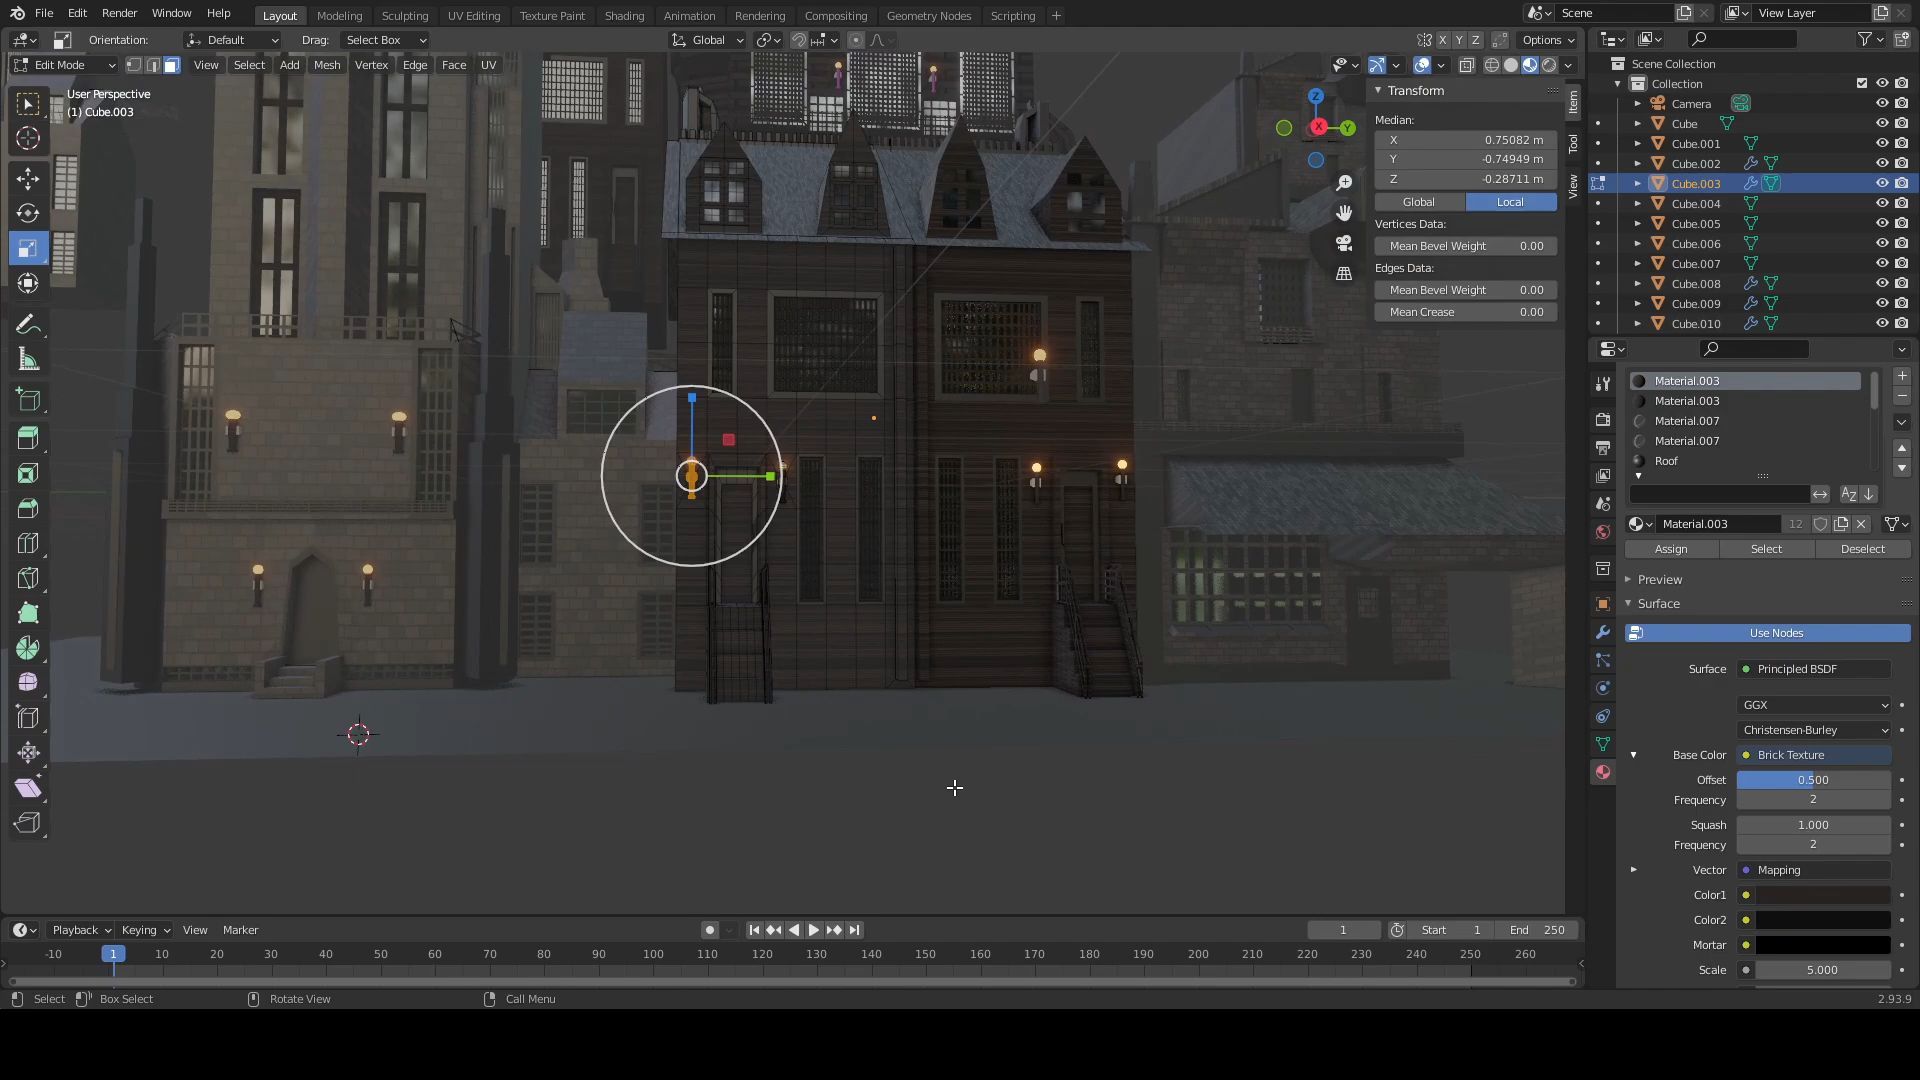 File Edit Render Window Help Layout Modeling Sculpting UV Editing Texture Paint Shading Animation Rendering Compositing Geometry Nodes Scripting + Scene View Layer
Orientation: Default Drag: Select Box Global X Y Z Options
Edit Mode View Select Add Mesh Vertex Edge Face UV
User Perspective
(1) Cube.003
Z
X
Y
Transform
Median:
X 0.75082 m
Y -0.74949 m
Z -0.28711 m
Global Local
Vertices Data:
Mean Bevel Weight 0.00
Edges Data:
Mean Bevel Weight 0.00
Mean Crease 0.00
Item
Tool
View
Scene Collection
Collection
Camera
Cube
Cube.001
Cube.002
Cube.003
Cube.004
Cube.005
Cube.006
Cube.007
Cube.008
Cube.009
Cube.010
Material.003
Material.003
Material.007
Material.007
Roof
Material.003 12
Assign Select Deselect
Preview
Surface
Use Nodes
Surface Principled BSDF
GGX
Christensen-Burley
Base Color Brick Texture
Offset 0.500
Frequency 2
Squash 1.000
Frequency 2
Vector Mapping
Color1
Color2
Mortar
Scale 5.000
Playback Keying View Marker 1 Start 1 End 250
-10 1 10 20 30 40 50 60 70 80 90 100 110 120 130 140 150 160 170 180 190 200 210 220 230 240 250 260
Select Box Select Rotate View Call Menu 2.93.9